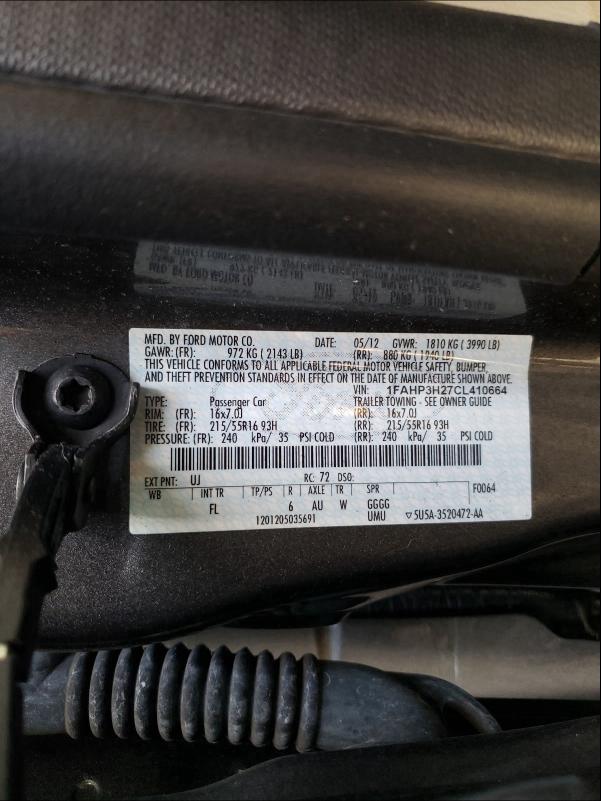 MFD. BY FORD MOTOR CO. DATE: 05/12 GVWR: 1810 KG ( 3990 LB)
GAWR: (FR): 972 KG ( 2143 LB) (RR): 880 KG ( 1940 LB)
THIS VEHICLE CONFORMS TO ALL APPLICABLE FEDERAL MOTOR VEHICLE SAFETY, BUMPER,
AND THEFT PREVENTION STANDARDS IN EFFECT ON THE DATE OF MANUFACTURE SHOWN ABOVE.
VIN: 1FAHP3H27CL410664
TYPE: Passenger Car TRAILER TOWING - SEE OWNER GUIDE
RIM: (FR): 16x7.0J (RR): 16x7.0J
TIRE: (FR): 215/55R16 93H (RR): 215/55R16 93H
PRESSURE: (FR): 240 kPa/ 35 PSI COLD (RR): 240 kPa/ 35 PSI COLD
EXT PNT: UJ RC: 72 DSO:
WB INT TR TP/PS R AXLE TR SPR F0064
FL 6 AU W GGGG
1201205035691 UMU ▽5USA-3520472-AA